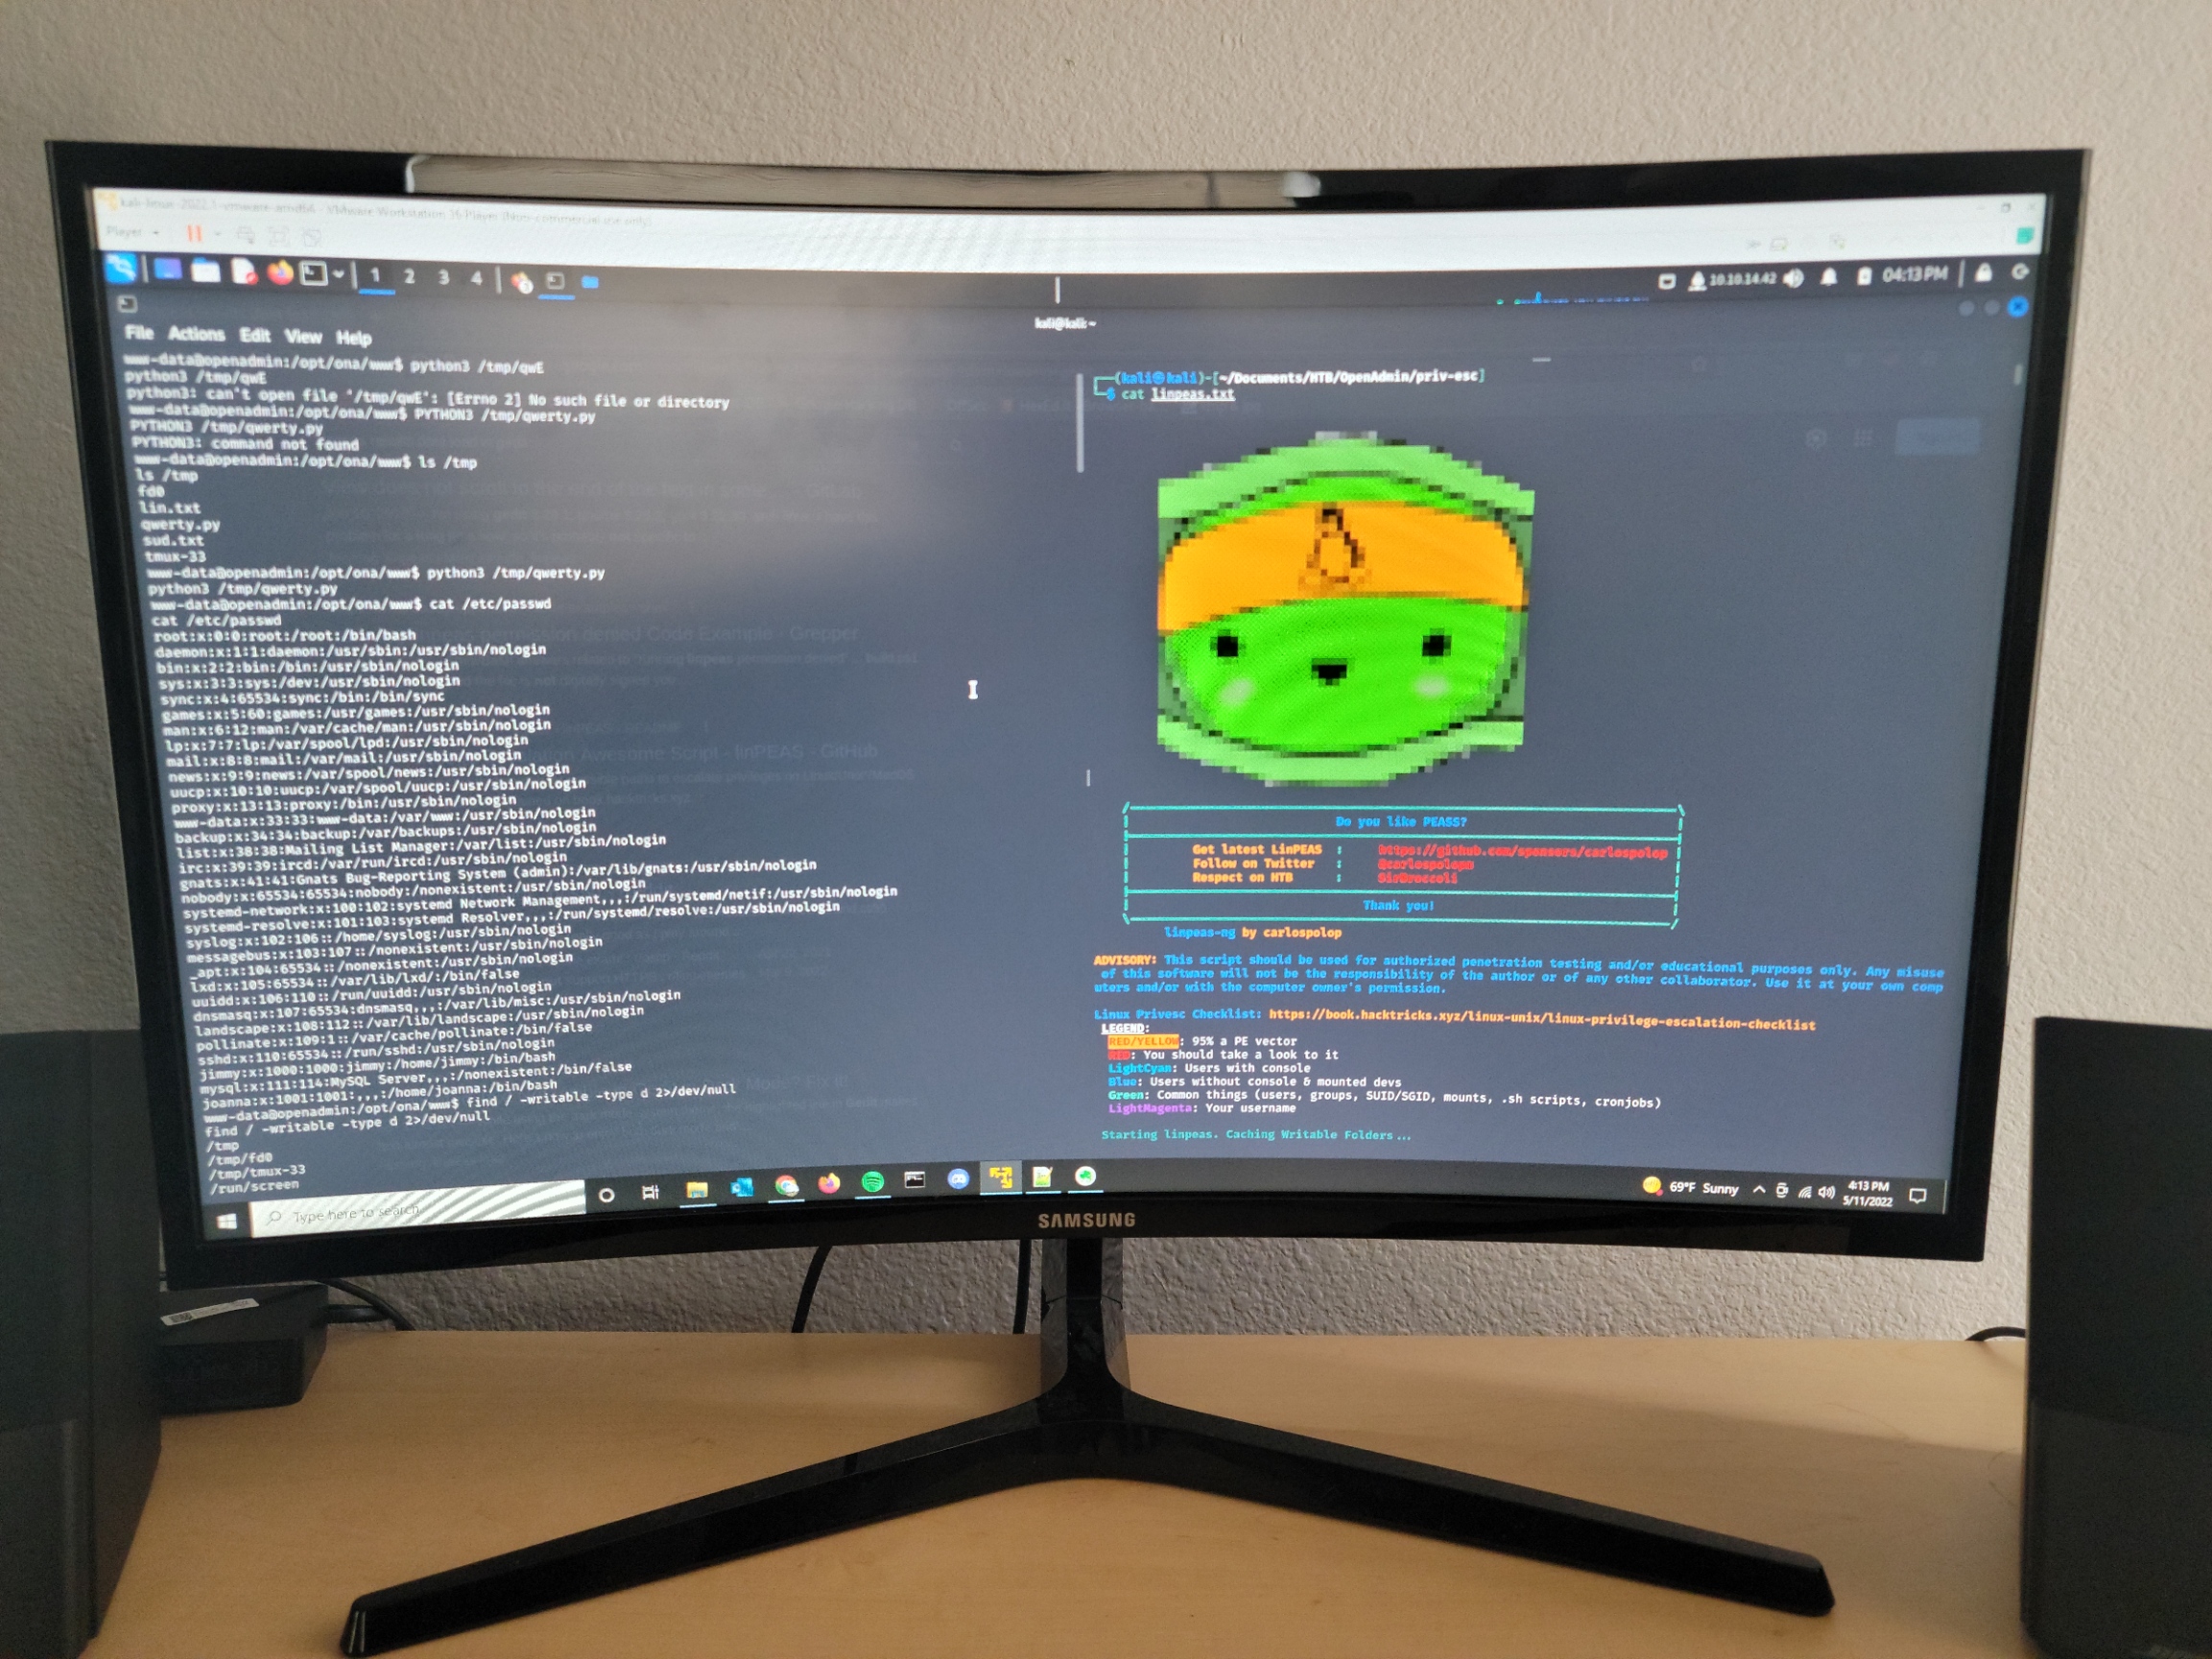 kali-linux-2022.1-vmware-amd64 - VMware Workstation 16 Player (Non-commercial use only)
Player
1 2 3 4
10.10.14.42
04:13 PM
kali@kali: ~
File Actions Edit View Help
www-data@openadmin:/opt/ona/www$ python3 /tmp/qwE
python3 /tmp/qwE
python3: can't open file '/tmp/qwE': [Errno 2] No such file or directory
www-data@openadmin:/opt/ona/www$ PYTHON3 /tmp/qwerty.py
PYTHON3 /tmp/qwerty.py
PYTHON3: command not found
www-data@openadmin:/opt/ona/www$ ls /tmp
ls /tmp
fd0
lin.txt
qwerty.py
sud.txt
tmux-33
www-data@openadmin:/opt/ona/www$ python3 /tmp/qwerty.py
python3 /tmp/qwerty.py
www-data@openadmin:/opt/ona/www$ cat /etc/passwd
cat /etc/passwd
root:x:0:0:root:/root:/bin/bash
daemon:x:1:1:daemon:/usr/sbin:/usr/sbin/nologin
bin:x:2:2:bin:/bin:/usr/sbin/nologin
sys:x:3:3:sys:/dev:/usr/sbin/nologin
sync:x:4:65534:sync:/bin:/bin/sync
games:x:5:60:games:/usr/games:/usr/sbin/nologin
man:x:6:12:man:/var/cache/man:/usr/sbin/nologin
lp:x:7:7:lp:/var/spool/lpd:/usr/sbin/nologin
mail:x:8:8:mail:/var/mail:/usr/sbin/nologin
news:x:9:9:news:/var/spool/news:/usr/sbin/nologin
uucp:x:10:10:uucp:/var/spool/uucp:/usr/sbin/nologin
proxy:x:13:13:proxy:/bin:/usr/sbin/nologin
www-data:x:33:33:www-data:/var/www:/usr/sbin/nologin
backup:x:34:34:backup:/var/backups:/usr/sbin/nologin
list:x:38:38:Mailing List Manager:/var/list:/usr/sbin/nologin
irc:x:39:39:ircd:/var/run/ircd:/usr/sbin/nologin
gnats:x:41:41:Gnats Bug-Reporting System (admin):/var/lib/gnats:/usr/sbin/nologin
nobody:x:65534:65534:nobody:/nonexistent:/usr/sbin/nologin
systemd-network:x:100:102:systemd Network Management,,,:/run/systemd/netif:/usr/sbin/nologin
systemd-resolve:x:101:103:systemd Resolver,,,:/run/systemd/resolve:/usr/sbin/nologin
syslog:x:102:106::/home/syslog:/usr/sbin/nologin
messagebus:x:103:107::/nonexistent:/usr/sbin/nologin
_apt:x:104:65534::/nonexistent:/usr/sbin/nologin
lxd:x:105:65534::/var/lib/lxd/:/bin/false
uuidd:x:106:110::/run/uuidd:/usr/sbin/nologin
dnsmasq:x:107:65534:dnsmasq,,,:/var/lib/misc:/usr/sbin/nologin
landscape:x:108:112::/var/lib/landscape:/usr/sbin/nologin
pollinate:x:109:1::/var/cache/pollinate:/bin/false
sshd:x:110:65534::/run/sshd:/usr/sbin/nologin
jimmy:x:1000:1000:jimmy:/home/jimmy:/bin/bash
mysql:x:111:114:MySQL Server,,,:/nonexistent:/bin/false
joanna:x:1001:1001:,,,:/home/joanna:/bin/bash
www-data@openadmin:/opt/ona/www$ find / -writable -type d 2>/dev/null
find / -writable -type d 2>/dev/null
/tmp
/tmp/fd0
/tmp/tmux-33
/run/screen
(kali㉿kali)-[~/Documents/HTB/OpenAdmin/priv-esc]
$ cat linpeas.txt
Do you like PEASS?
Get latest LinPEAS : https://github.com/sponsors/carlospolop
Follow on Twitter : @carlospolopm
Respect on HTB : SirBroccoli
Thank you!
linpeas-ng by carlospolop
ADVISORY: This script should be used for authorized penetration testing and/or educational purposes only. Any misuse
of this software will not be the responsibility of the author or of any other collaborator. Use it at your own comp
uters and/or with the computer owner's permission.
Linux Privesc Checklist: https://book.hacktricks.xyz/linux-unix/linux-privilege-escalation-checklist
LEGEND:
RED/YELLOW: 95% a PE vector
RED: You should take a look to it
LightCyan: Users with console
Blue: Users without console & mounted devs
Green: Common things (users, groups, SUID/SGID, mounts, .sh scripts, cronjobs)
LightMagenta: Your username
Starting linpeas. Caching Writable Folders...
Type here to search
69°F Sunny
4:13 PM
5/11/2022
SAMSUNG